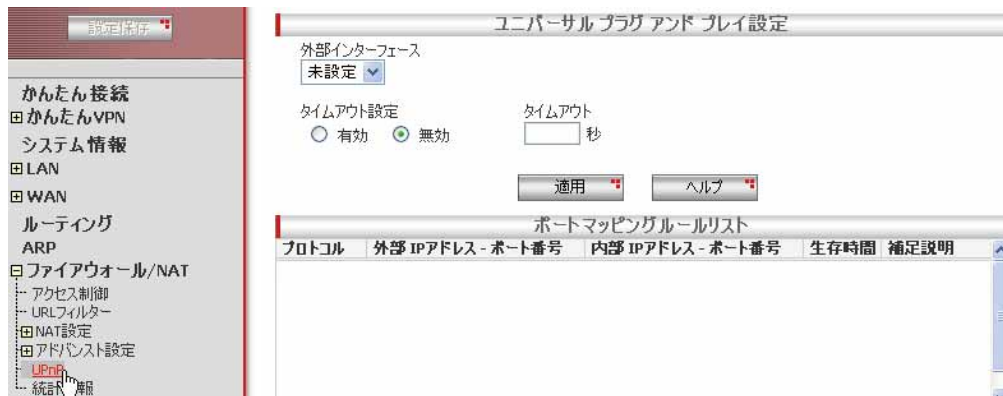 設定保存
かんたん接続
かんたんVPN
システム情報
LAN
WAN
ルーティング
ARP
ファイアウォール/NAT
アクセス制御
URLフィルター
NAT設定
アドバンスト設定
UPnP
統計情報
ユニバーサル プラグ アンド プレイ設定
外部インターフェース
未設定
タイムアウト設定 タイムアウト
有効 無効 秒
適用 ヘルプ
ポートマッピングルールリスト
プロトコル 外部 IPアドレス - ポート番号 内部 IPアドレス - ポート番号 生存時間 補足説明